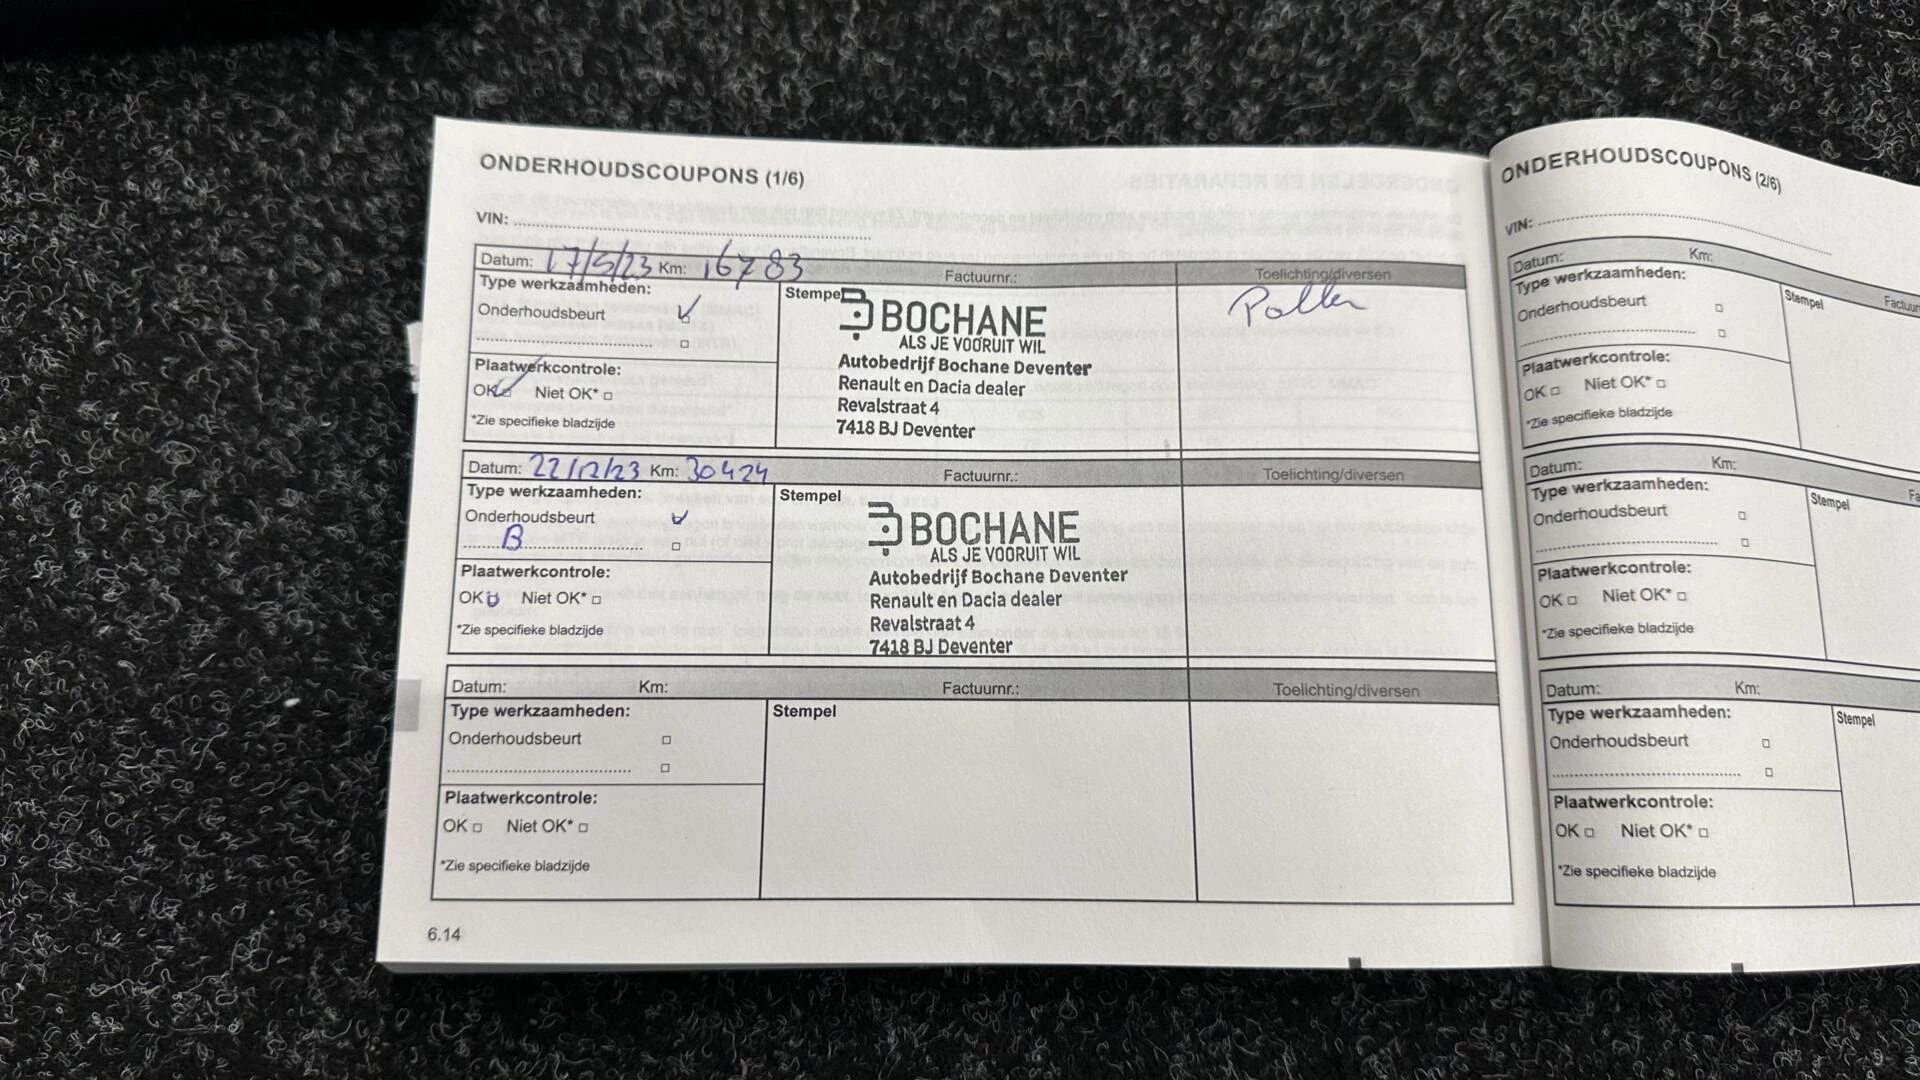 ONDERHOUDSCOUPONS (1/6)
VIN:
Datum: 17/5/23 Km: 16783 Factuurnr.: Toelichting/diversen
Type werkzaamheden: Stempel Pollen
Onderhoudsbeurt
BOCHANE
ALS JE VOORUIT WIL
Plaatwerkcontrole: Autobedrijf Bochane Deventer
OK Niet OK* Renault en Dacia dealer
Revalstraat 4
*Zie specifieke bladzijde 7418 BJ Deventer
Datum: 22/12/23 Km: 30424 Factuurnr.: Toelichting/diversen
Type werkzaamheden: Stempel
Onderhoudsbeurt BOCHANE
B
ALS JE VOORUIT WIL
Plaatwerkcontrole: Autobedrijf Bochane Deventer
OK Niet OK* Renault en Dacia dealer
Revalstraat 4
*Zie specifieke bladzijde 7418 BJ Deventer
Datum: Km: Factuurnr.: Toelichting/diversen
Type werkzaamheden: Stempel
Onderhoudsbeurt
Plaatwerkcontrole:
OK Niet OK*
*Zie specifieke bladzijde
6.14
ONDERHOUDSCOUPONS (2/6)
VIN:
Datum: Km:
Type werkzaamheden: Stempel
Onderhoudsbeurt
Plaatwerkcontrole:
OK Niet OK*
*Zie specifieke bladzijde
Datum: Km:
Type werkzaamheden: Stempel
Onderhoudsbeurt
Plaatwerkcontrole:
OK Niet OK*
*Zie specifieke bladzijde
Datum: Km:
Type werkzaamheden: Stempel
Onderhoudsbeurt
Plaatwerkcontrole:
OK Niet OK*
*Zie specifieke bladzijde